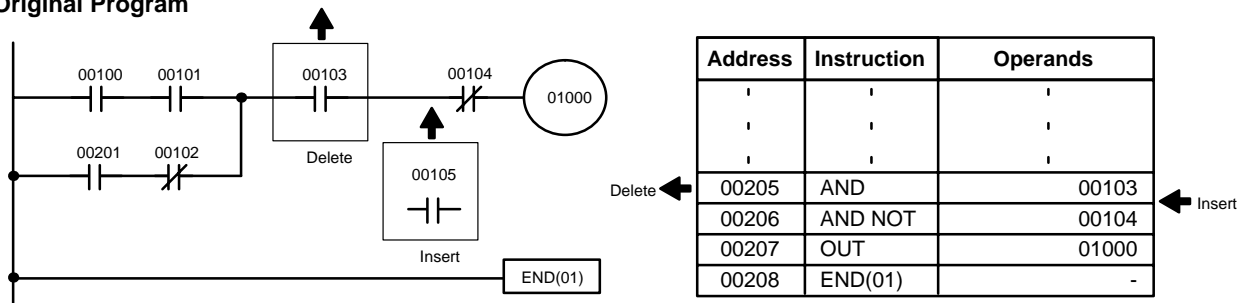 Original Program
00100 00101 00103 00104
01000
00201 00102
Delete
00105
Insert
END(01)
Address Instruction Operands
Delete 00205 AND 00103
Insert
00206 AND NOT 00104
00207 OUT 01000
00208 END(01) -